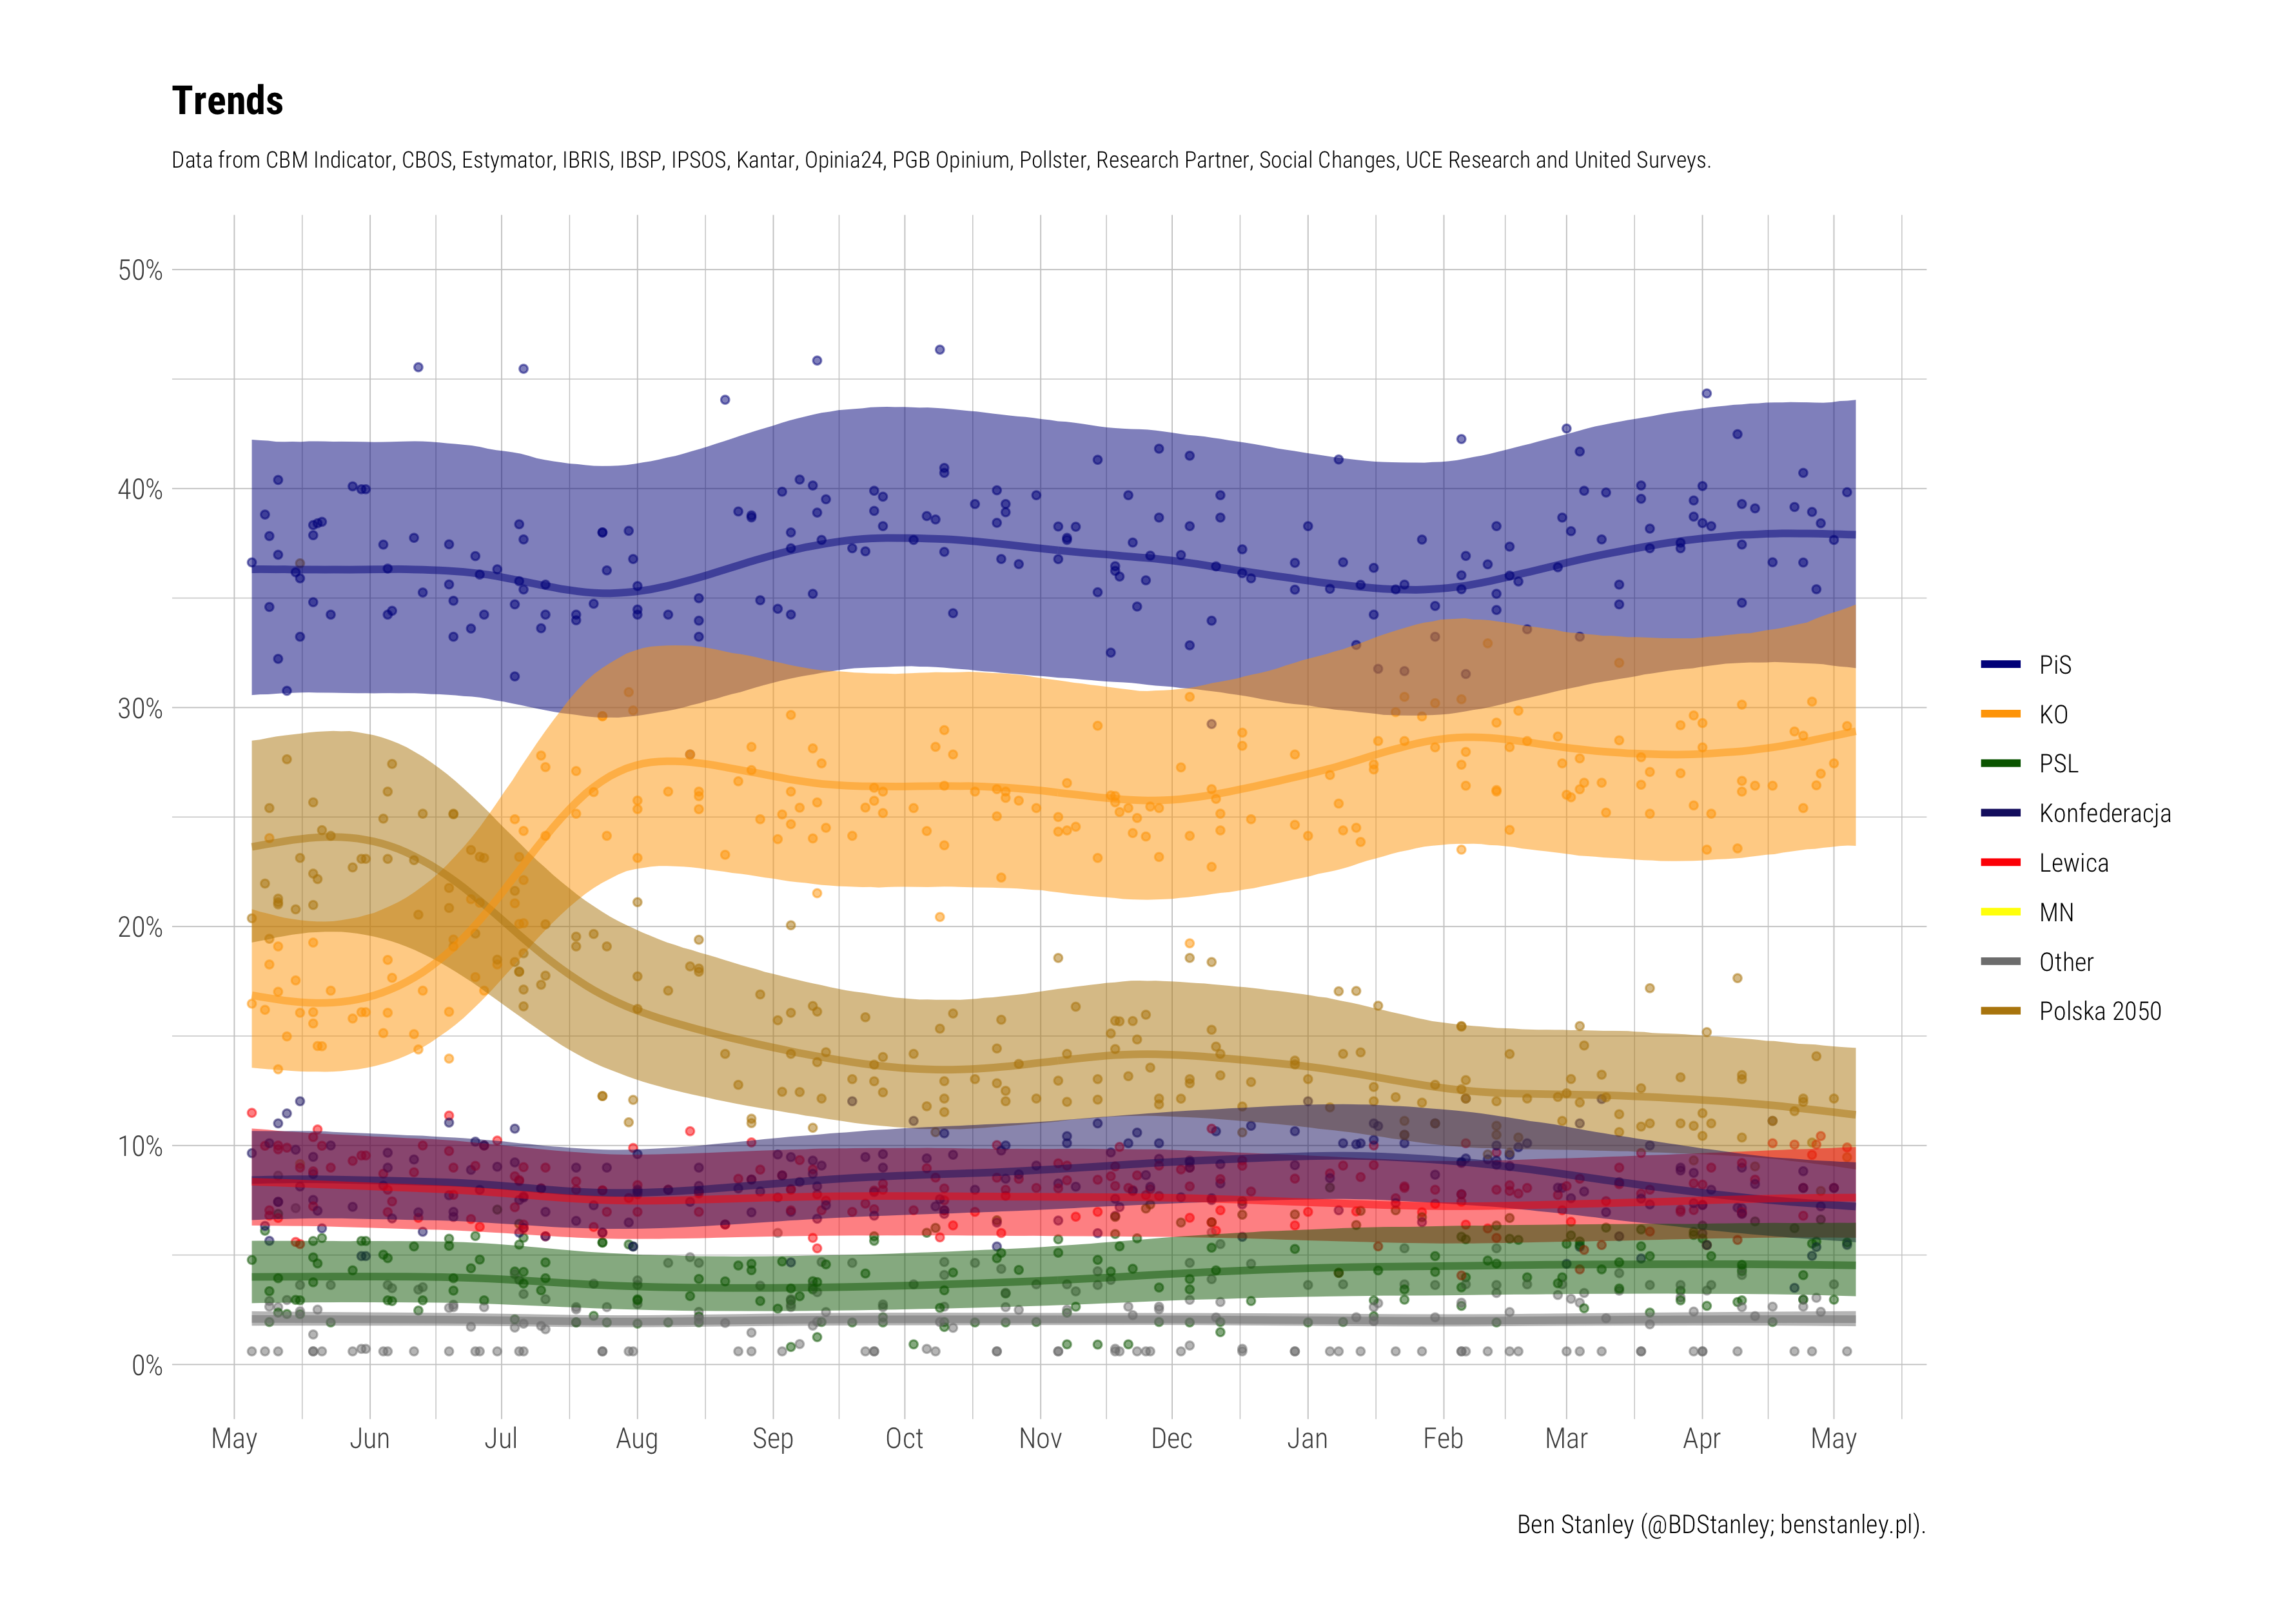 Trends
Data from CBM Indicator, CBOS, Estymator, IBRIS, IBSP, IPSOS, Kantar, Opinia24, PGB Opinium, Pollster, Research Partner, Social Changes, UCE Research and United Surveys.
50%
40%
30%
20%
10%
0%
May Jun Jul Aug Sep Oct Nov Dec Jan Feb Mar Apr May
PiS
KO
PSL
Konfederacja
Lewica
MN
Other
Polska 2050
Ben Stanley (@BDStanley; benstanley.pl).